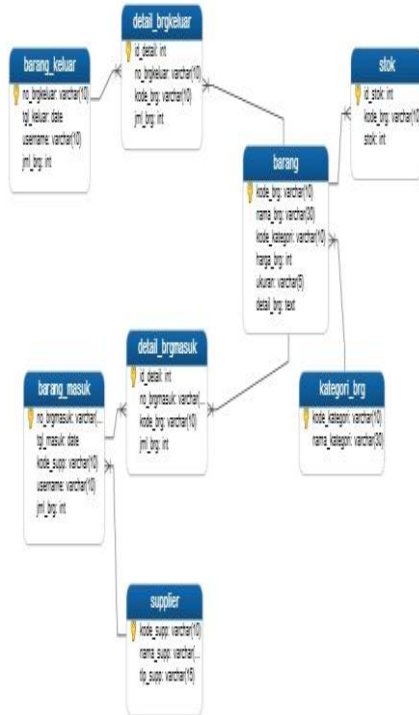 detail_brgkeluar
id_detail: int
no_brgkeluar: varchar(10)
kode_brg: varchar(10)
jml_brg: int
barang_keluar
no_brgkeluar: varchar(10)
tgl_keluar: date
username: varchar(10)
jml_brg: int
stok
id_stok: int
kode_brg: varchar(10
stok: int
barang
kode_brg: varchar(10)
nama_brg: varchar(30)
kode_kategori: varchar(10)
harga_brg: int
ukuran: varchar(5)
detail_brg: text
detail_brgmasuk
id_detail: int
no_brgmasuk: varchar(...
kode_brg: varchar(10)
jml_brg: int
barang_masuk
no_brgmasuk: varchar(...
tgl_masuk: date
kode_supp: varchar(10)
username: varchar(10)
jml_brg: int
kategori_brg
kode_kategori: varchar(10)
nama_kategori: varchar(30)
supplier
kode_supp: varchar(10)
nama_supp: varchar(...
tlp_supp: varchar(15)